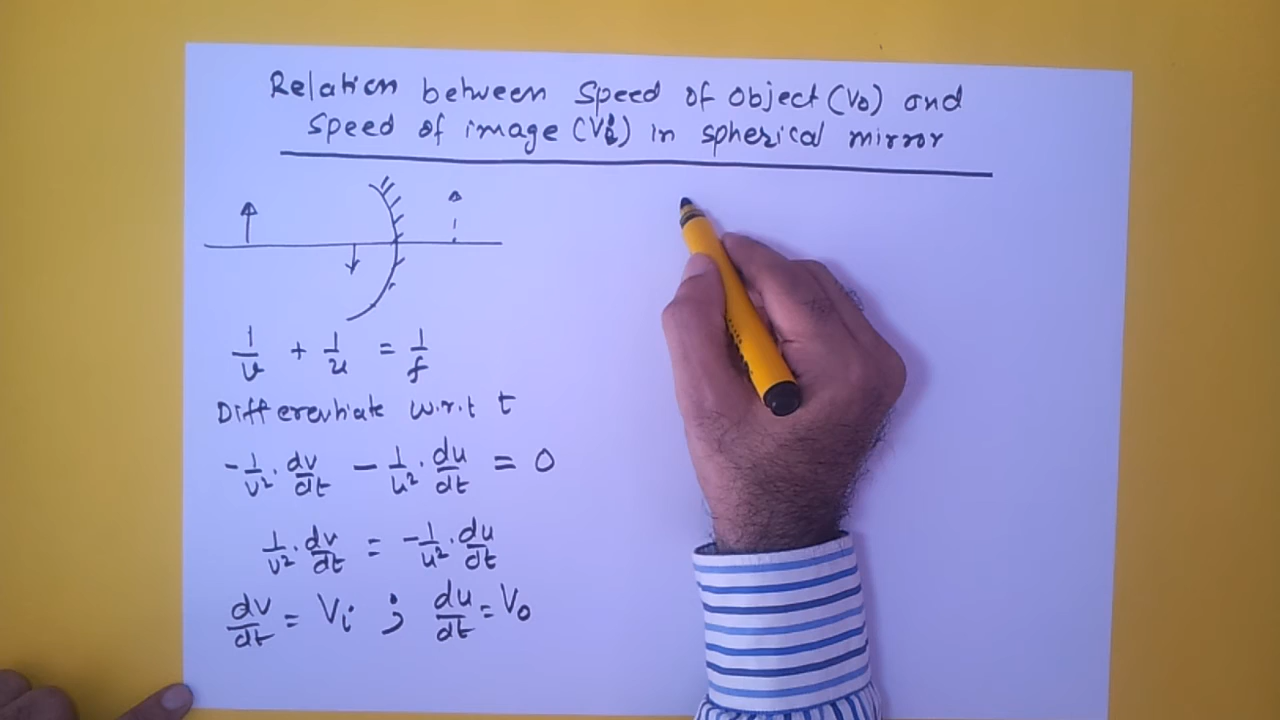 Relation between Speed of Object (Vo) and
Speed of image (Vi) in spherical mirror
1/v + 1/u = 1/f
Differentiate w.r.t t
-1/v² · dv/dt - 1/u² · du/dt = 0
1/v² · dv/dt = -1/u² · du/dt
dv/dt = Vi ; du/dt = Vo